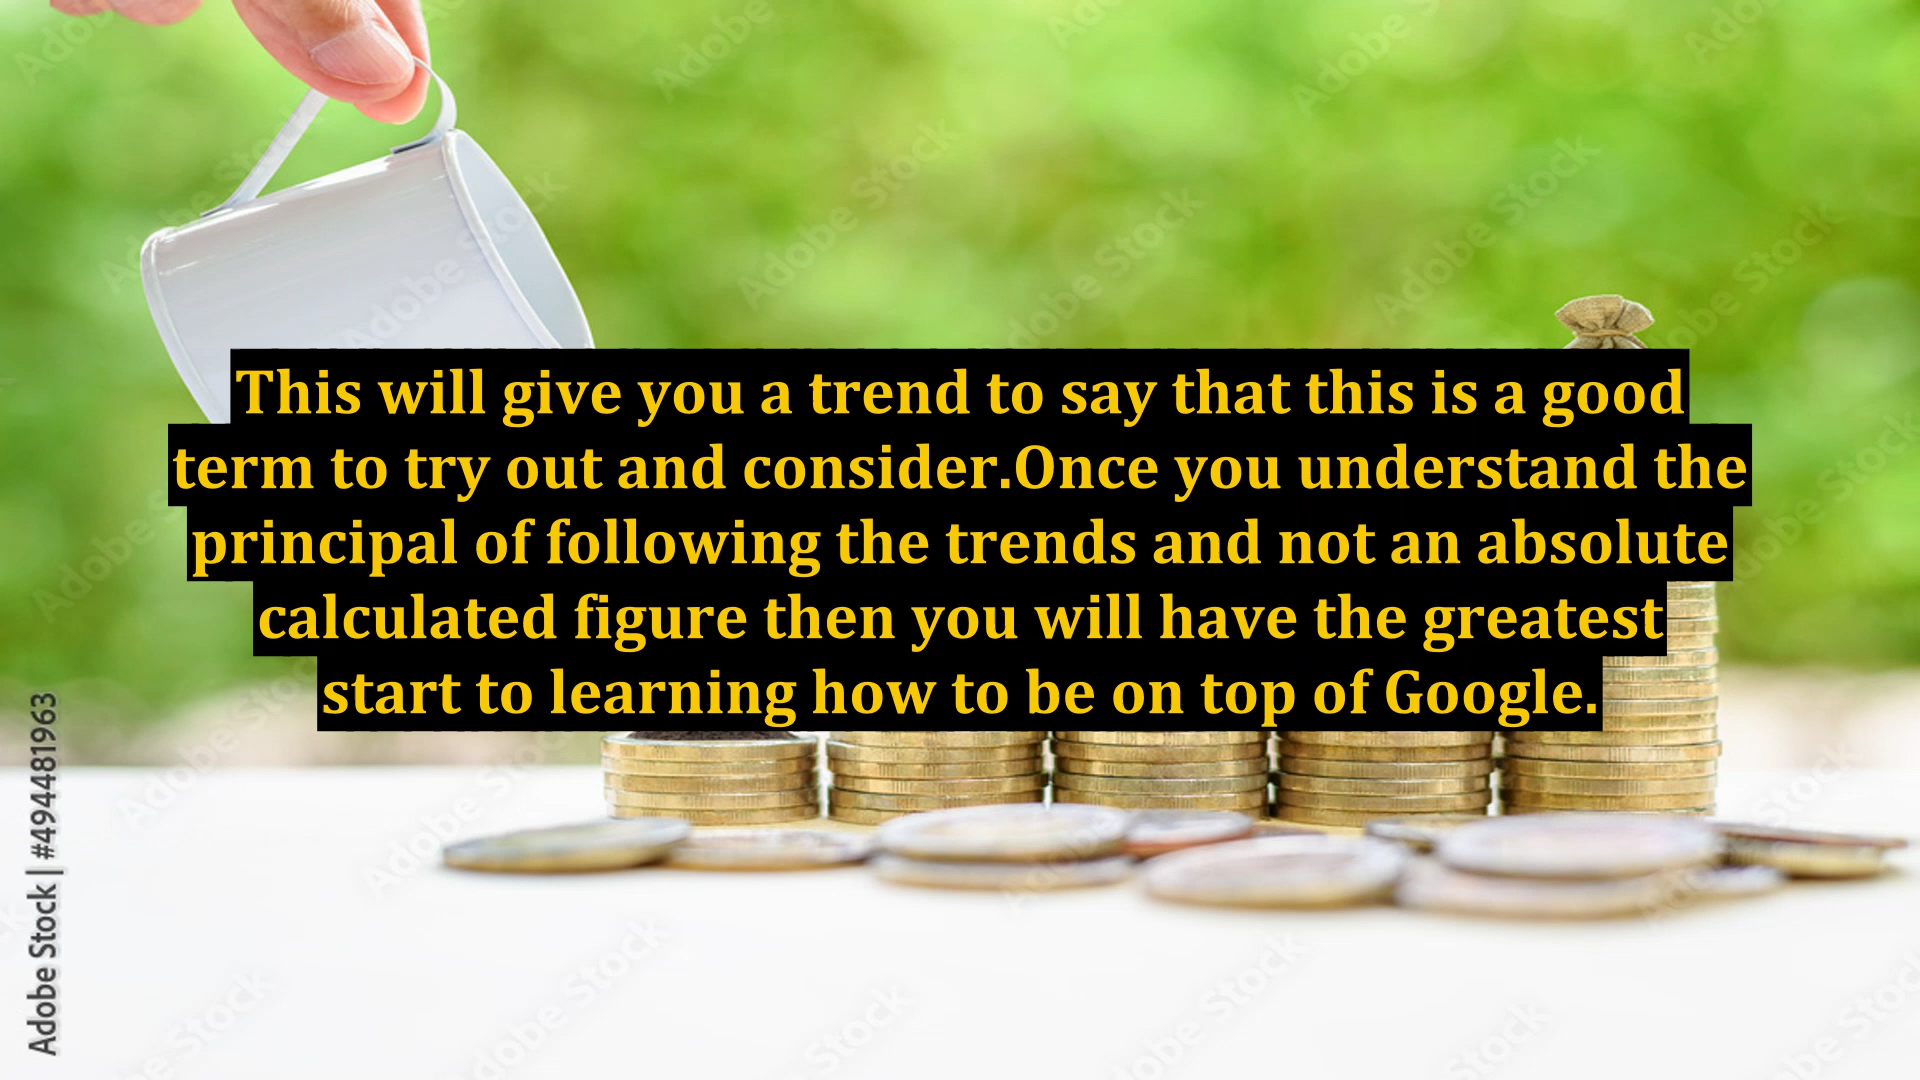 This will give you a trend to say that this is a good
term to try out and consider.Once you understand the
principal of following the trends and not an absolute
calculated figure then you will have the greatest
start to learning how to be on top of Google.
Adobe Stock | #494481963